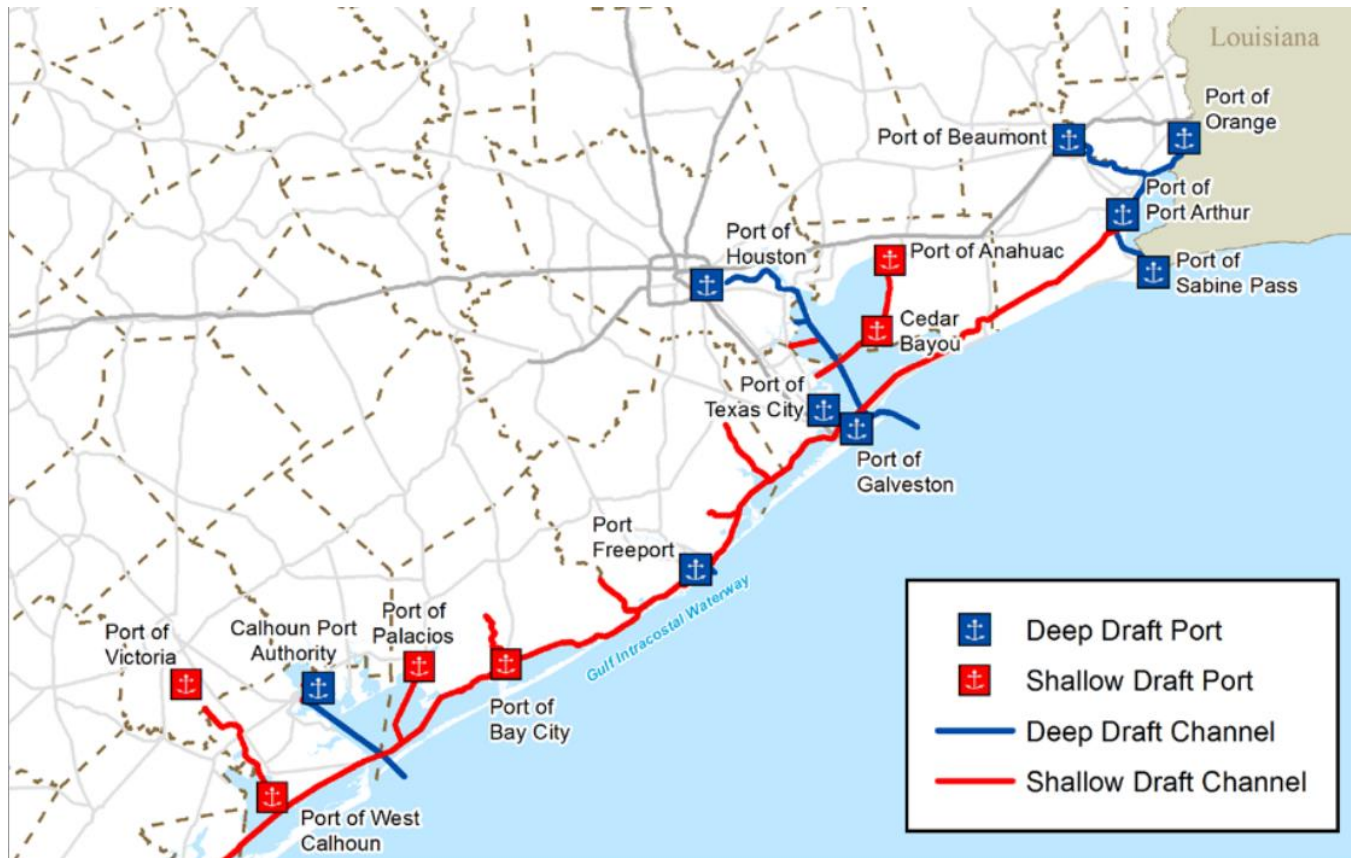 Louisiana
Port of
Orange
Port of Beaumont
Port of
Port Arthur
Port of
Houston
Port of Anahuac
Port of
Sabine Pass
Cedar
Bayou
Port of
Texas City
Port of
Galveston
Port
Freeport
Gulf Intracostal Waterway
Port of
Palacios
Calhoun Port
Authority
Port of
Victoria
Port of
Bay City
Port of West
Calhoun
Deep Draft Port
Shallow Draft Port
Deep Draft Channel
Shallow Draft Channel